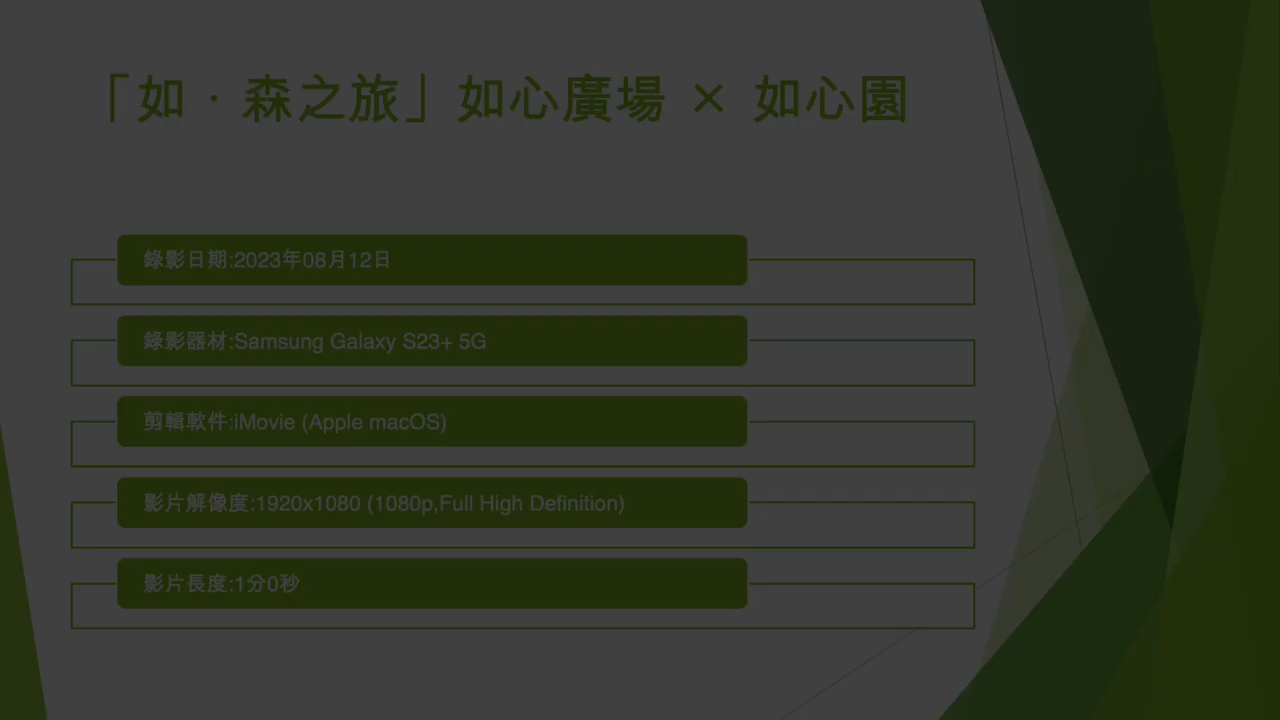 「如．森之旅」如心廣場 × 如心園
錄影日期:2023年08月12日
錄影器材:Samsung Galaxy S23+ 5G
剪輯軟件:iMovie (Apple macOS)
影片解像度:1920x1080 (1080p,Full High Definition)
影片長度:1分0秒